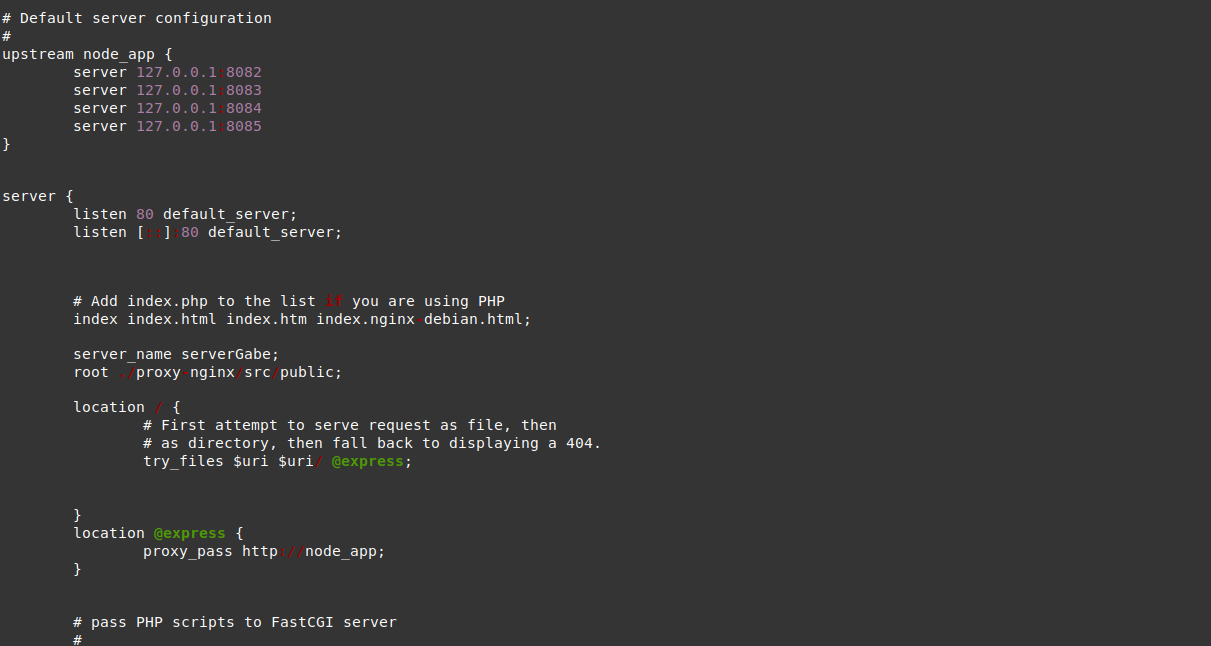 # Default server configuration
#
upstream node_app {
        server 127.0.0.1:8082
        server 127.0.0.1:8083
        server 127.0.0.1:8084
        server 127.0.0.1:8085
}
server {
        listen 80 default_server;
        listen [::]:80 default_server;
        # Add index.php to the list if you are using PHP
        index index.html index.htm index.nginx-debian.html;
        server_name serverGabe;
        root ./proxy-nginx/src/public;
        location / {
                # First attempt to serve request as file, then
                # as directory, then fall back to displaying a 404.
                try_files $uri $uri/ @express;
        }
        location @express {
                proxy_pass http://node_app;
        }
        # pass PHP scripts to FastCGI server
        #